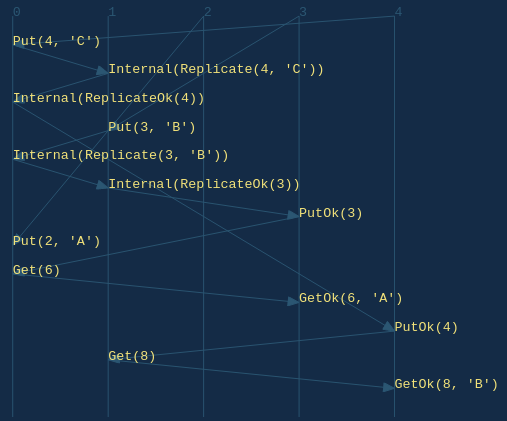 0 1 2 3 4
Put(4, 'C')
Internal(Replicate(4, 'C'))
Internal(ReplicateOk(4))
Put(3, 'B')
Internal(Replicate(3, 'B'))
Internal(ReplicateOk(3))
PutOk(3)
Put(2, 'A')
Get(6)
GetOk(6, 'A')
PutOk(4)
Get(8)
GetOk(8, 'B')